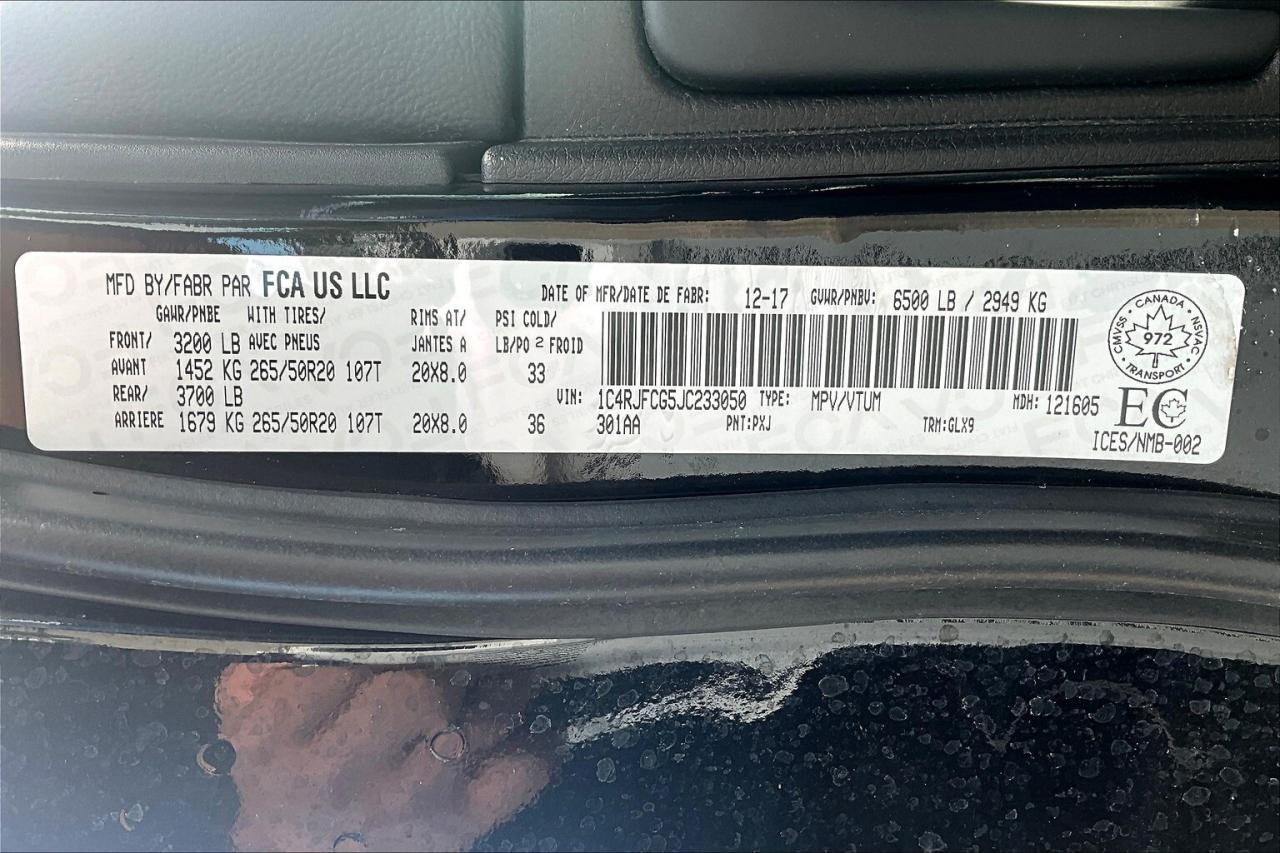 MFD BY/FABR PAR FCA US LLC
DATE OF MFR/DATE DE FABR: 12-17 GVWR/PNBV: 6500 LB / 2949 KG
GAWR/PNBE WITH TIRES/ RIMS AT/ PSI COLD/
FRONT/ 3200 LB AVEC PNEUS JANTES A LB/PO 2 FROID
AVANT 1452 KG 265/50R20 107T 20X8.0 33
REAR/ 3700 LB
ARRIERE 1679 KG 265/50R20 107T 20X8.0 36
VIN: 1C4RJFCG5JC233050 TYPE: MPV/VTUM MDH: 121605
301AA PNT:PXJ TRM:GLX9
CANADA
CMVSS 972 NSVAC
TRANSPORT
EC
ICES/NMB-002